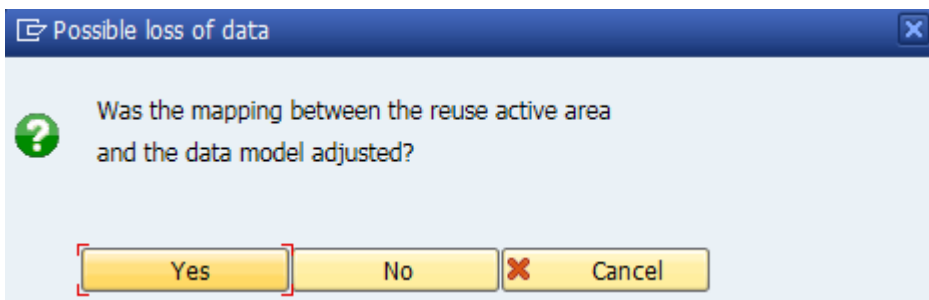 Possible loss of data
Was the mapping between the reuse active area
and the data model adjusted?
Yes
No
Cancel